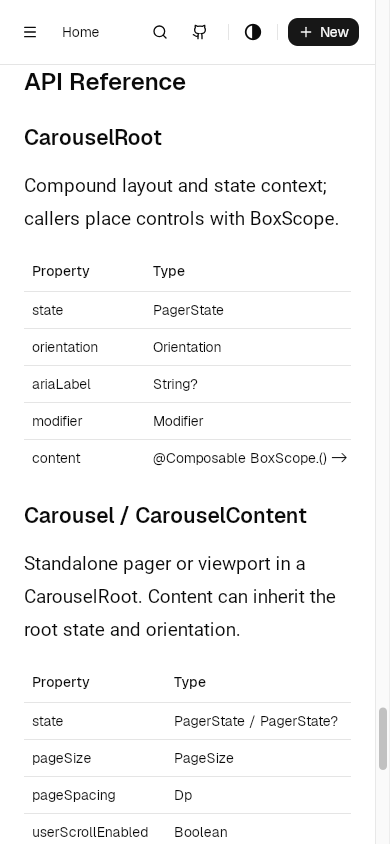 Home
New
API Reference
CarouselRoot
Compound layout and state context;
callers place controls with BoxScope.
Property Type
state PagerState
orientation Orientation
ariaLabel String?
modifier Modifier
content @Composable BoxScope.() →
Carousel / CarouselContent
Standalone pager or viewport in a
CarouselRoot. Content can inherit the
root state and orientation.
Property Type
state PagerState / PagerState?
pageSize PageSize
pageSpacing Dp
userScrollEnabled Boolean